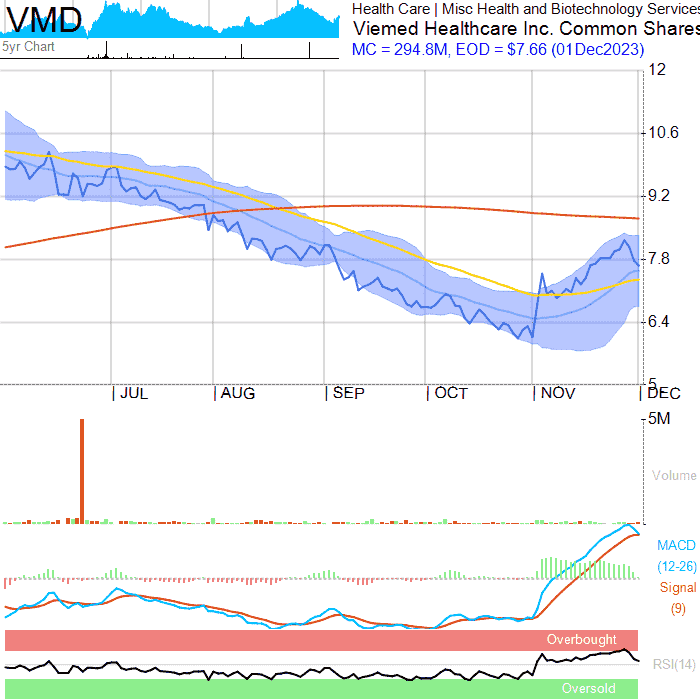 VMD
Health Care | Misc Health and Biotechnology Services
Viemed Healthcare Inc. Common Shares
MC = 294.8M, EOD = $7.66 (01Dec2023)
5yr Chart
12
10.6
9.2
7.8
6.4
5
JUL AUG SEP OCT NOV DEC
5M
Volume
MACD
(12-26)
Signal
(9)
Overbought
RSI(14)
Oversold